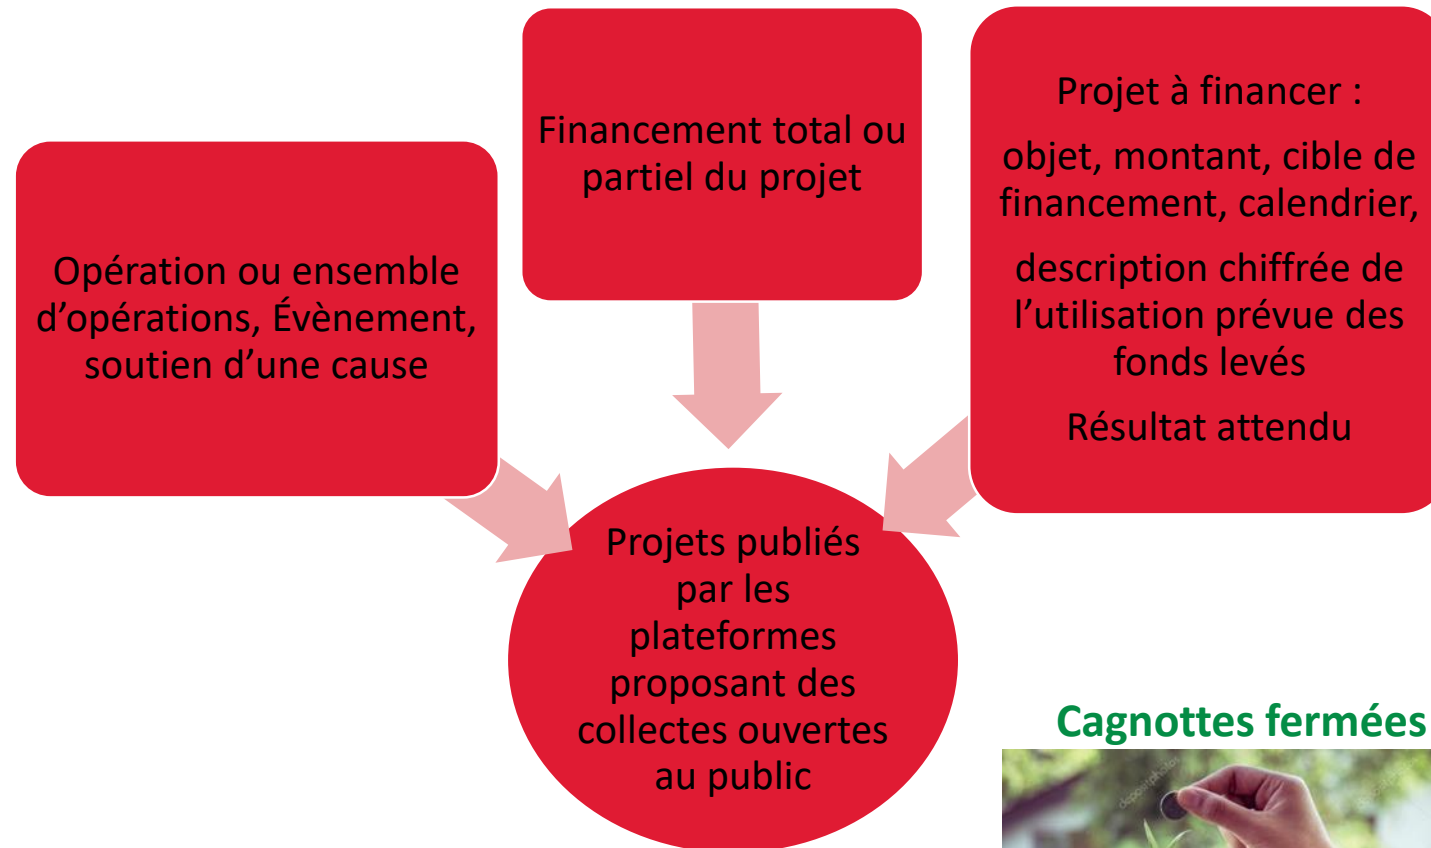 Opération ou ensemble
d’opérations, Évènement,
soutien d’une cause
Financement total ou
partiel du projet
Projet à financer :
objet, montant, cible de
financement, calendrier,
description chiffrée de
l’utilisation prévue des
fonds levés
Résultat attendu
Projets publiés
par les
plateformes
proposant des
collectes ouvertes
au public
Cagnottes fermées
depositphotos